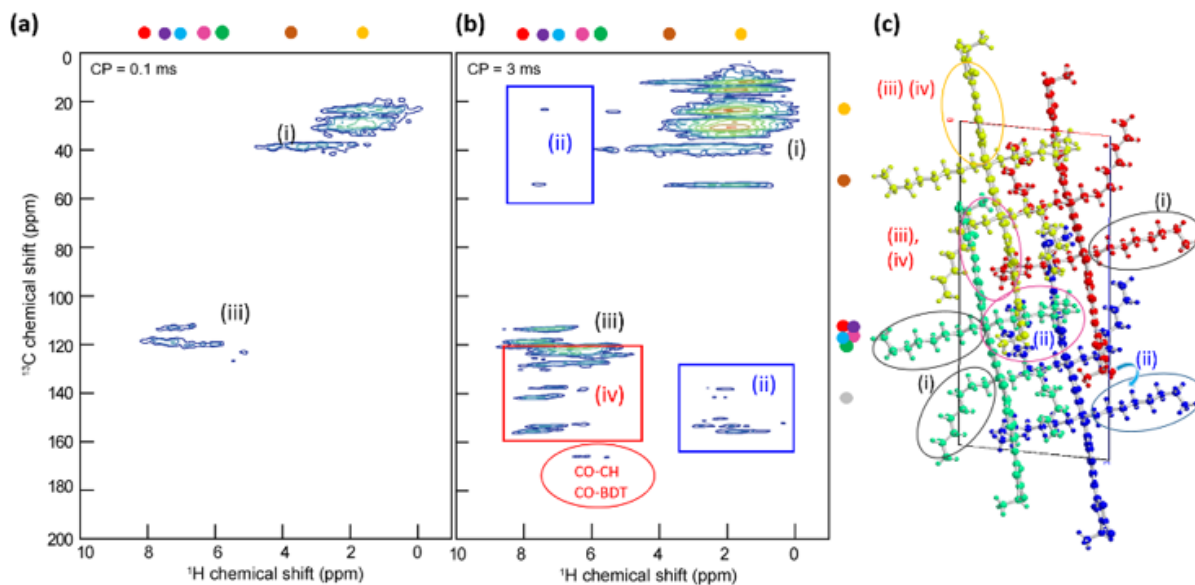 (a)
CP = 0.1 ms
(i)
(iii)
0
20
40
60
80
100
120
140
160
180
200
10
8
6
4
2
0
¹³C chemical shift (ppm)
¹H chemical shift (ppm)
(b)
CP = 3 ms
(ii)
(i)
(iii)
(iv)
(ii)
CO-CH
CO-BDT
10
8
6
4
2
0
¹H chemical shift (ppm)
(c)
(iii) (iv)
(i)
(iii),
(iv)
(ii)
(ii)
(i)